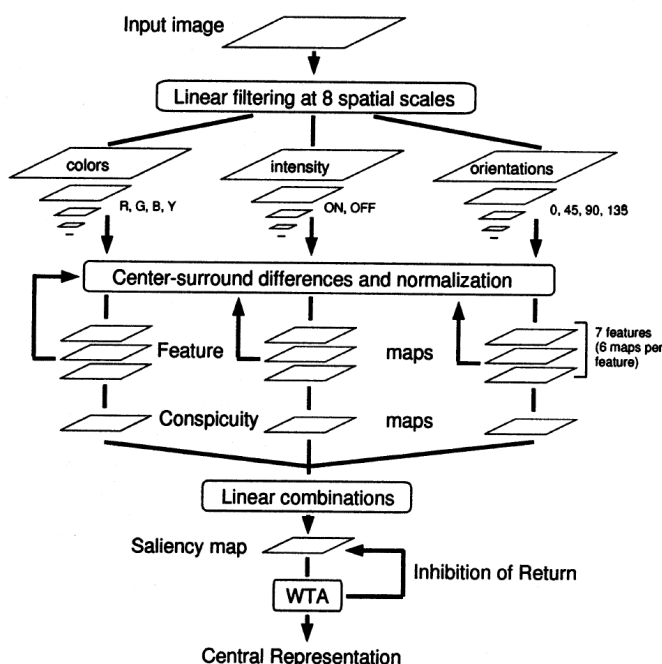 Input image
Linear filtering at 8 spatial scales
colors
intensity
orientations
R, G, B, Y
ON, OFF
0, 45, 90, 135
Center-surround differences and normalization
Feature
maps
7 features
(6 maps per
feature)
Conspicuity
maps
Linear combinations
Saliency map
Inhibition of Return
WTA
Central Representation